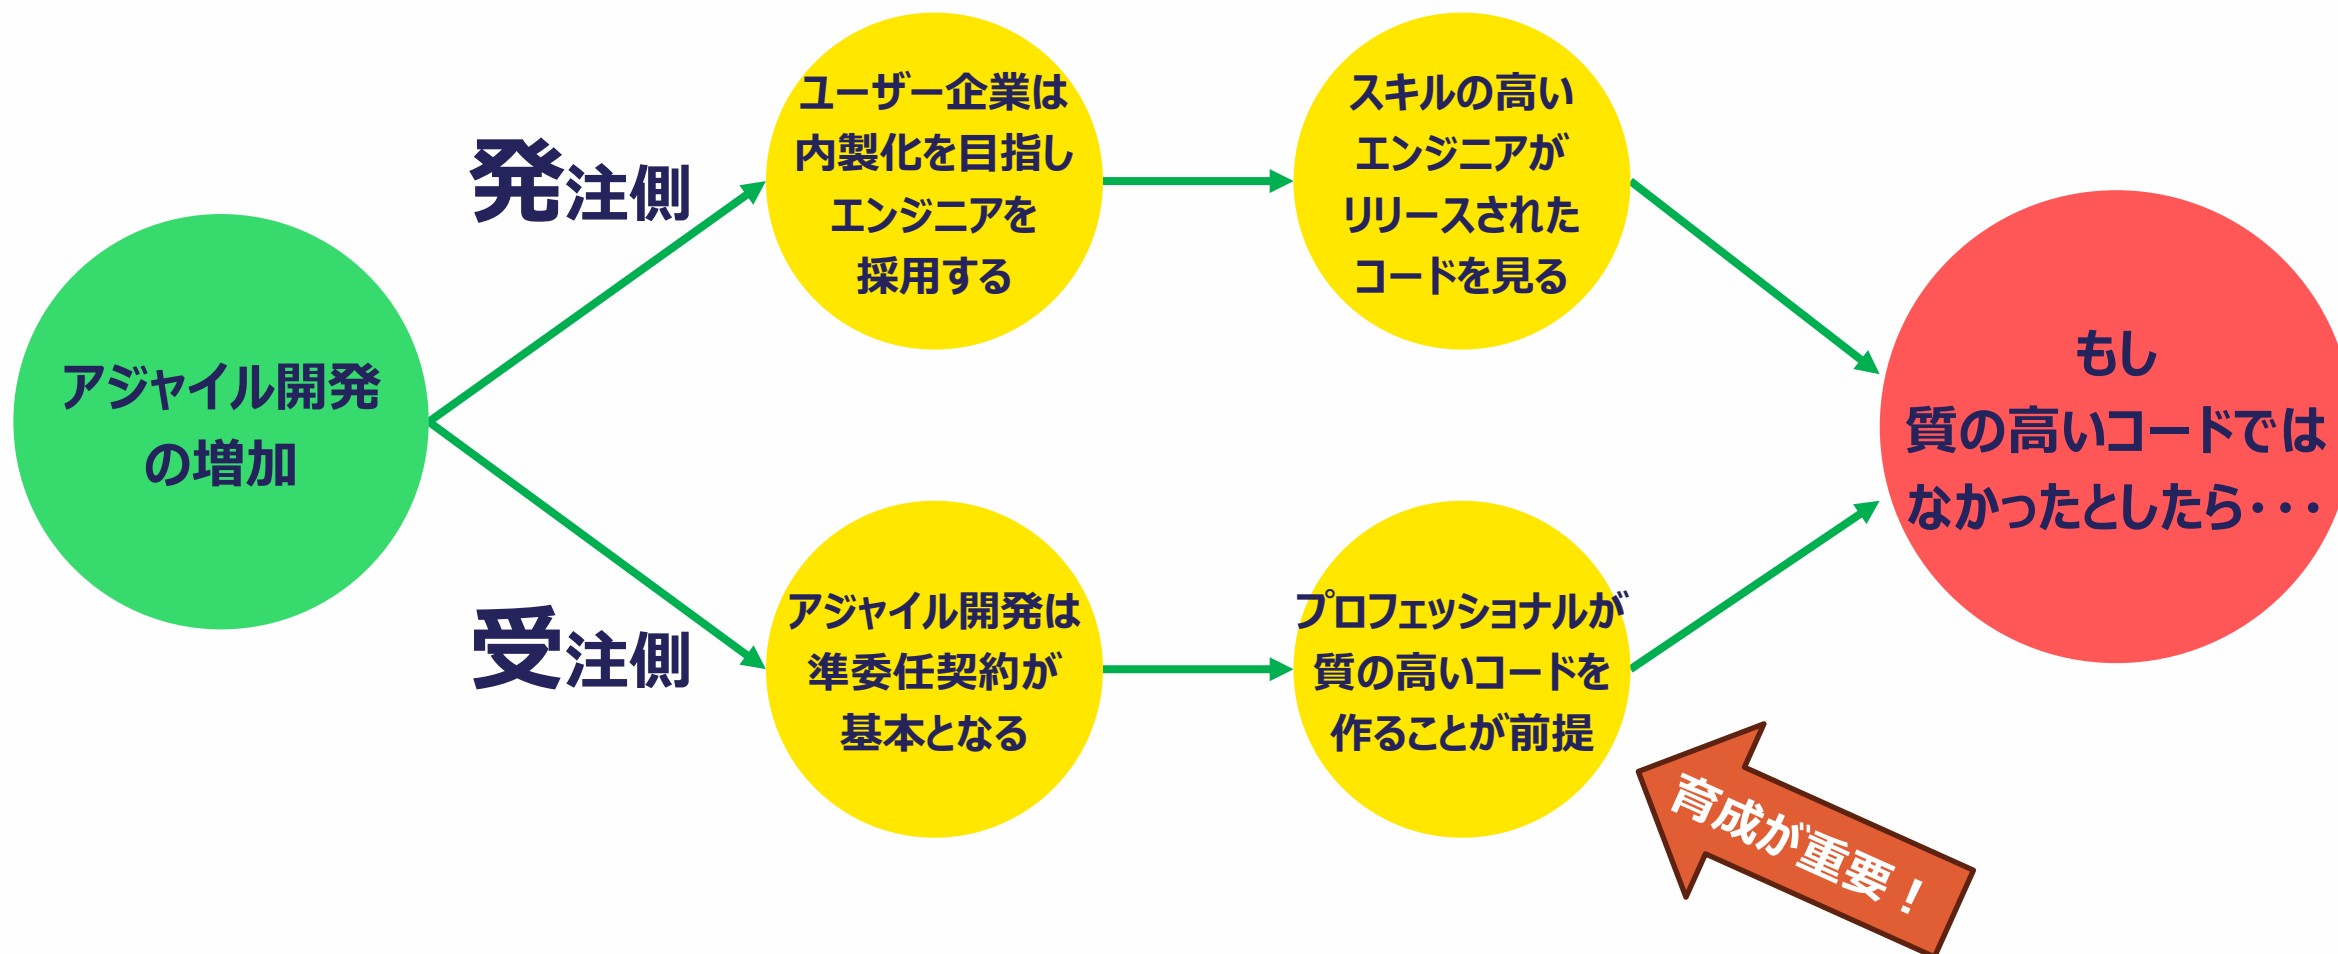 アジャイル開発
の増加
発注側
ユーザー企業は
内製化を目指し
エンジニアを
採用する
スキルの高い
エンジニアが
リリースされた
コードを見る
受注側
アジャイル開発は
準委任契約が
基本となる
プロフェッショナルが
質の高いコードを
作ることが前提
育成が重要！
もし
質の高いコードでは
なかったとしたら・・・